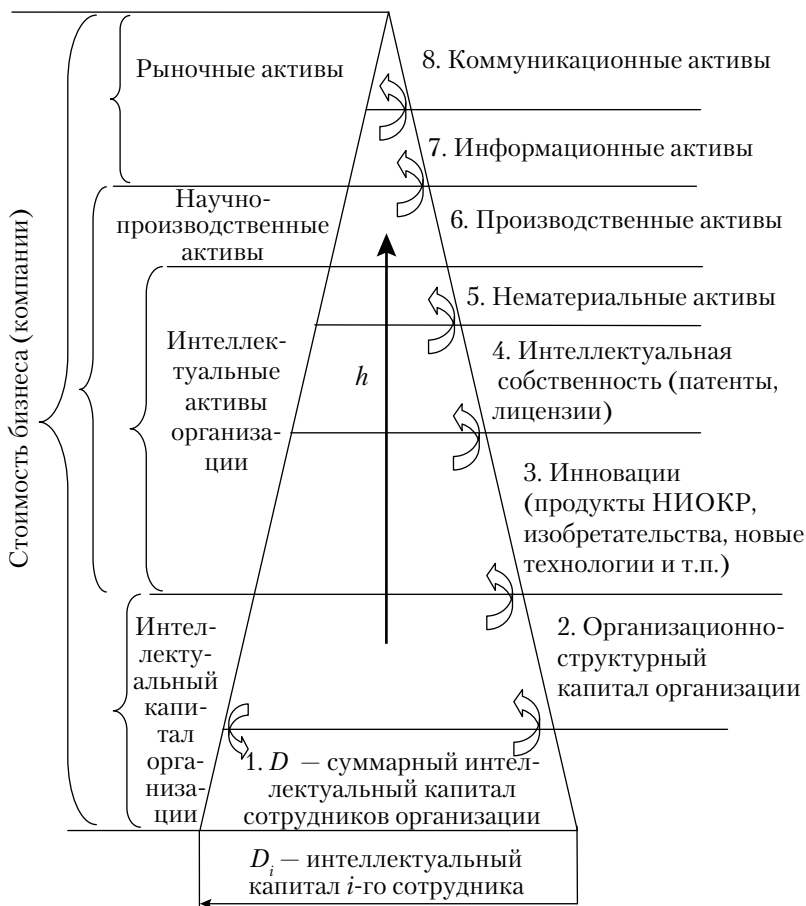 Стоимость бизнеса (компании)
Рыночные активы
8. Коммуникационные активы
7. Информационные активы
Научно-
производственные
активы
6. Производственные активы
5. Нематериальные активы
Интеллек-
туальные
активы
организа-
ции
h
4. Интеллектуальная
собственность (патенты,
лицензии)
3. Инновации
(продукты НИОКР,
изобретательства, новые
технологии и т.п.)
Интел-
лекту-
альный
капи-
тал
орга-
низа-
ции
2. Организационно-
структурный
капитал организации
1. D — суммарный интел-
лектуальный капитал
сотрудников организации
Di — интеллектуальный
капитал i-го сотрудника